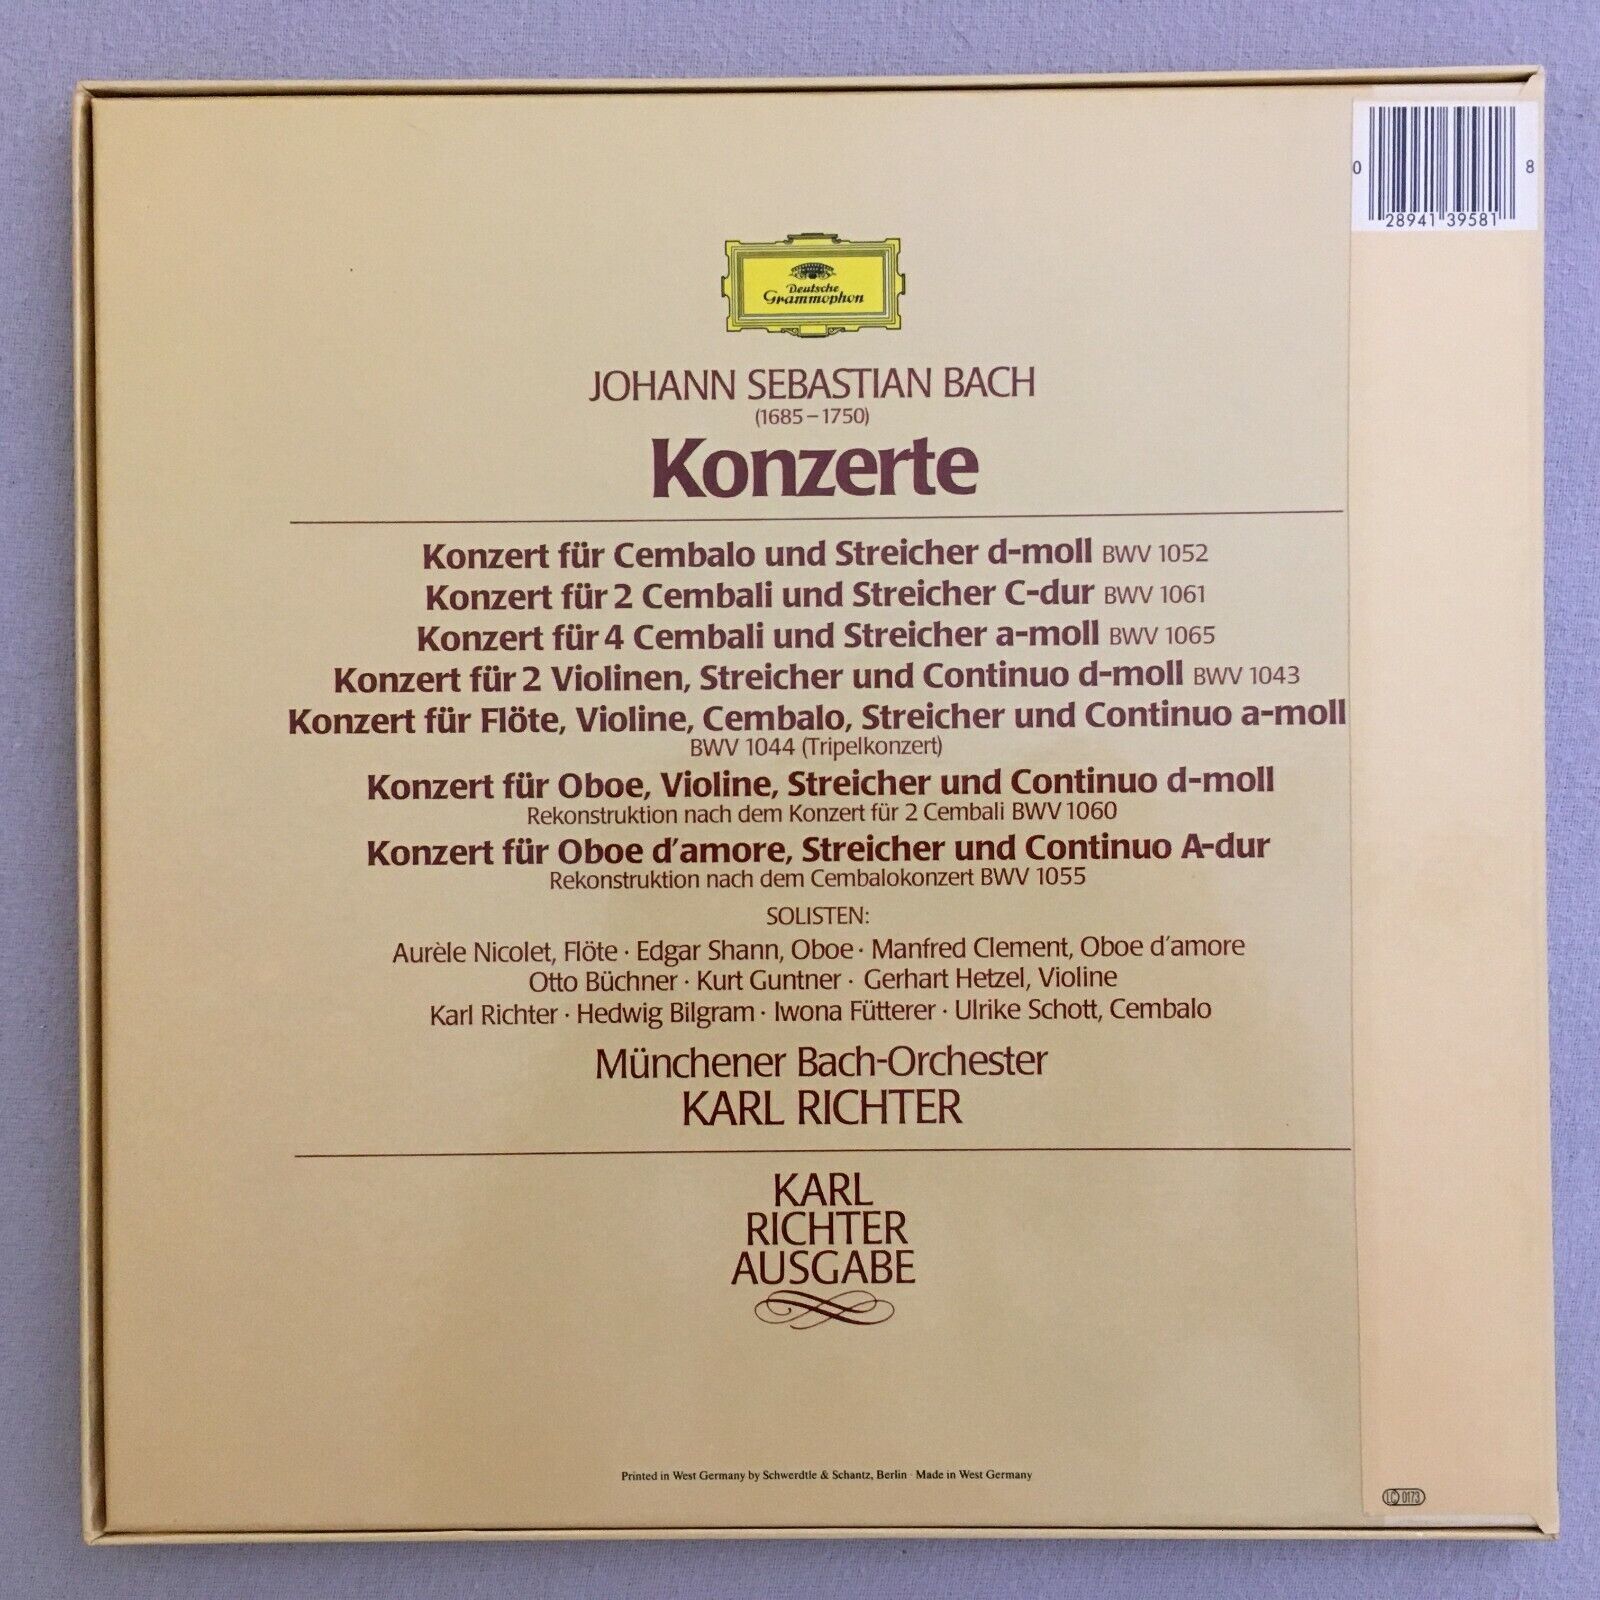 0 28941 39581 8
Deutsche
Grammophon
JOHANN SEBASTIAN BACH
(1685–1750)
Konzerte
Konzert für Cembalo und Streicher d-moll BWV 1052
Konzert für 2 Cembali und Streicher C-dur BWV 1061
Konzert für 4 Cembali und Streicher a-moll BWV 1065
Konzert für 2 Violinen, Streicher und Continuo d-moll BWV 1043
Konzert für Flöte, Violine, Cembalo, Streicher und Continuo a-moll
BWV 1044 (Tripelkonzert)
Konzert für Oboe, Violine, Streicher und Continuo d-moll
Rekonstruktion nach dem Konzert für 2 Cembali BWV 1060
Konzert für Oboe d'amore, Streicher und Continuo A-dur
Rekonstruktion nach dem Cembalokonzert BWV 1055
SOLISTEN:
Aurèle Nicolet, Flöte · Edgar Shann, Oboe · Manfred Clement, Oboe d'amore
Otto Büchner · Kurt Guntner · Gerhart Hetzel, Violine
Karl Richter · Hedwig Bilgram · Iwona Fütterer · Ulrike Schott, Cembalo
Münchener Bach-Orchester
KARL RICHTER
KARL
RICHTER
AUSGABE
Printed in West Germany by Schwerdtle & Schantz, Berlin · Made in West Germany
LC 0173